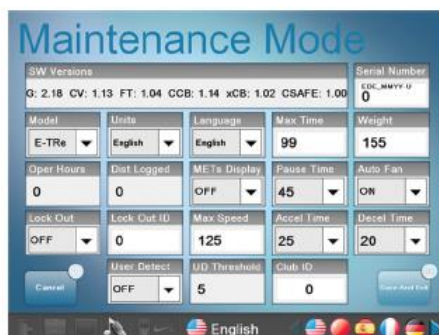 Maintenance Mode
SW Versions
Serial Number
G: 2.18 CV: 1.13 FT: 1.04 CCB: 1.14 xCB: 1.02 CSAFE: 1.00
EDE_MMYY-U
0
Model Units Language Max Time Weight
E-TRe English English 99 155
Oper Hours Dist Logged METs Display Pause Time Auto Fan
0 0 OFF 45 ON
Lock Out Lock Out ID Max Speed Accel Time Decel Time
OFF 0 125 25 20
User Detect UD Threshold Club ID
Cancel OFF 5 0 Save And Exit
English